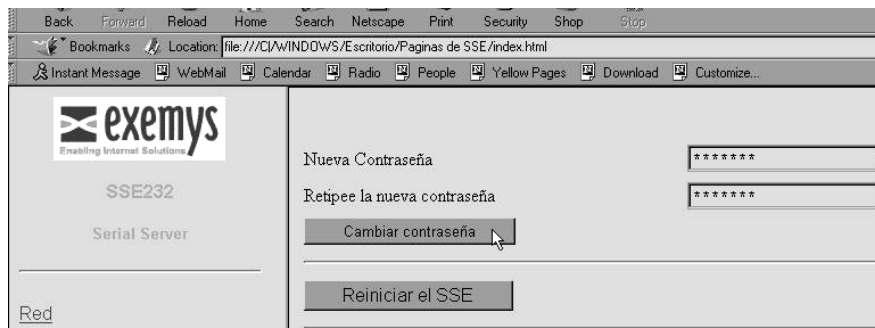 Back Forward Reload Home Search Netscape Print Security Shop Stop
Bookmarks Location: file:///C|/WINDOWS/Escritorio/Paginas de SSE/index.html
Instant Message WebMail Calendar Radio People Yellow Pages Download Customize...
exemys
Enabling Internet Solutions
SSE232
Serial Server
Red
Nueva Contraseña *******
Retipee la nueva contraseña *******
Cambiar contraseña
Reiniciar el SSE